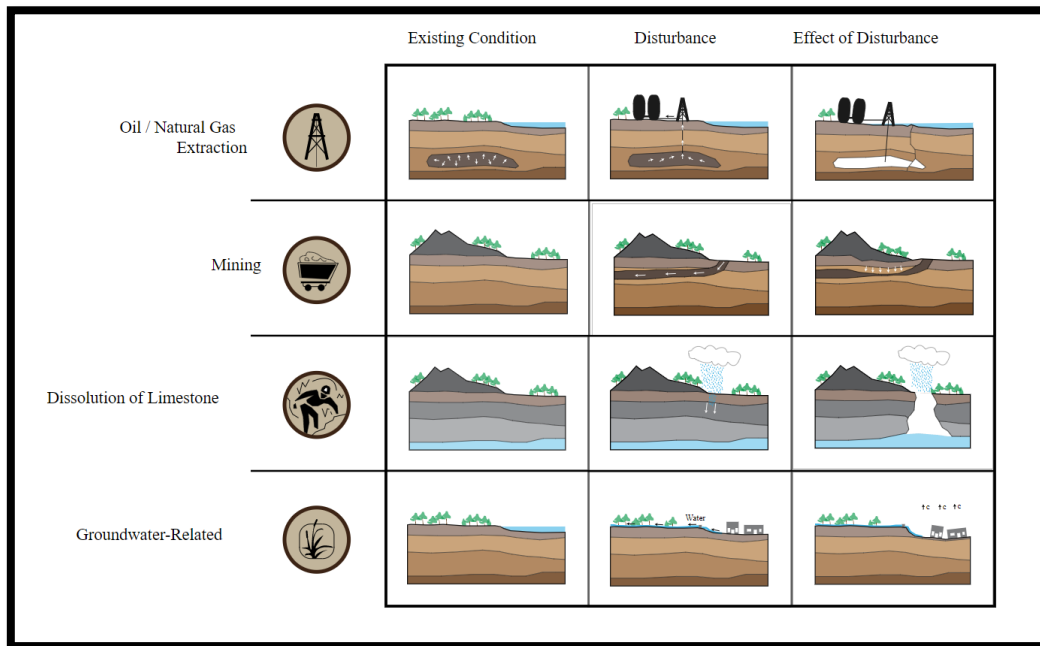 Existing Condition
Disturbance
Effect of Disturbance
Oil / Natural Gas
Extraction
Mining
Dissolution of Limestone
Groundwater-Related
Water
c c c